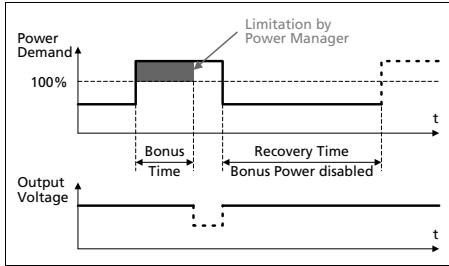 Limitation by
Power Manager
Power
Demand
100%
t
Bonus
Time
Recovery Time
Bonus Power disabled
Output
Voltage
t